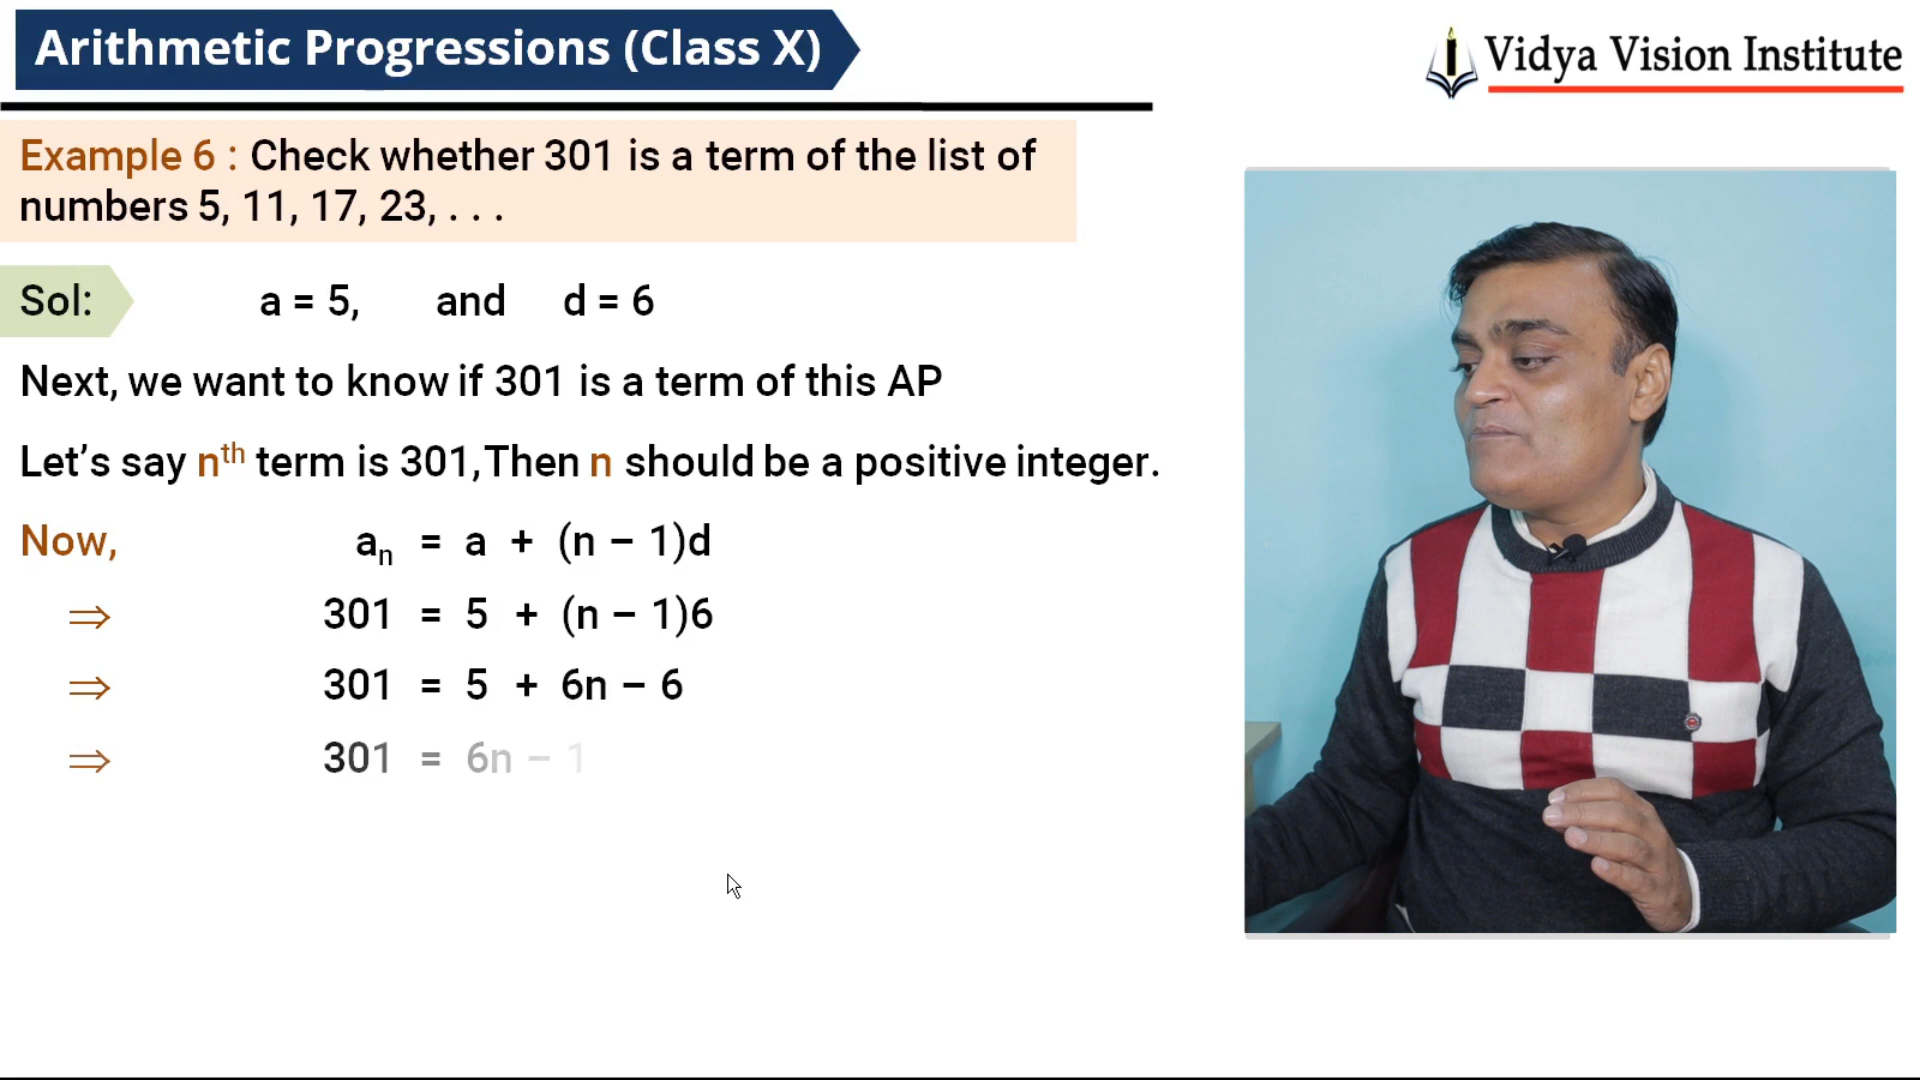 Arithmetic Progressions (Class X)
Vidya Vision Institute
Example 6 : Check whether 301 is a term of the list of
numbers 5, 11, 17, 23, . . .
Sol: a = 5, and d = 6
Next, we want to know if 301 is a term of this AP
Let's say nᵗʰ term is 301,Then n should be a positive integer.
Now, aₙ = a + (n – 1)d
⇒ 301 = 5 + (n – 1)6
⇒ 301 = 5 + 6n – 6
⇒ 301 = 6n – 1